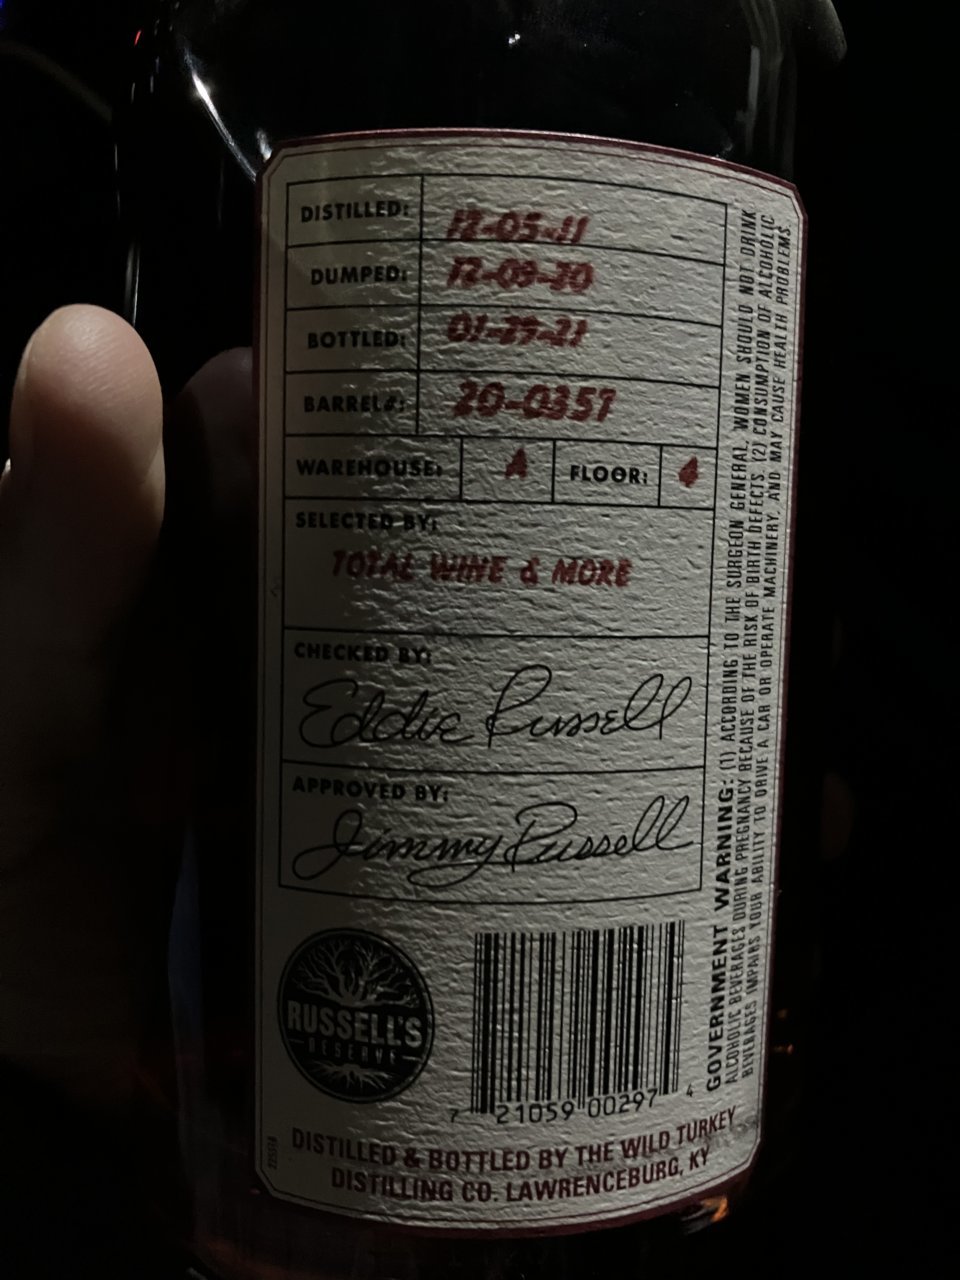 DISTILLED: 12-05-11
DUMPED: 12-09-20
BOTTLED: 01-29-21
BARREL#: 20-0357
WAREHOUSE: A FLOOR: 4
SELECTED BY:
TOTAL WINE & MORE
CHECKED BY:
Eddie Russell
APPROVED BY:
Jimmy Russell
RUSSELL'S
RESERVE
7 21059 00297 4
DISTILLED & BOTTLED BY THE WILD TURKEY
DISTILLING CO. LAWRENCEBURG, KY
GOVERNMENT WARNING: (1) ACCORDING TO THE SURGEON GENERAL, WOMEN SHOULD NOT DRINK
ALCOHOLIC BEVERAGES DURING PREGNANCY BECAUSE OF THE RISK OF BIRTH DEFECTS (2) CONSUMPTION OF ALCOHOLIC
BEVERAGES IMPAIRS YOUR ABILITY TO DRIVE A CAR OR OPERATE MACHINERY, AND MAY CAUSE HEALTH PROBLEMS.